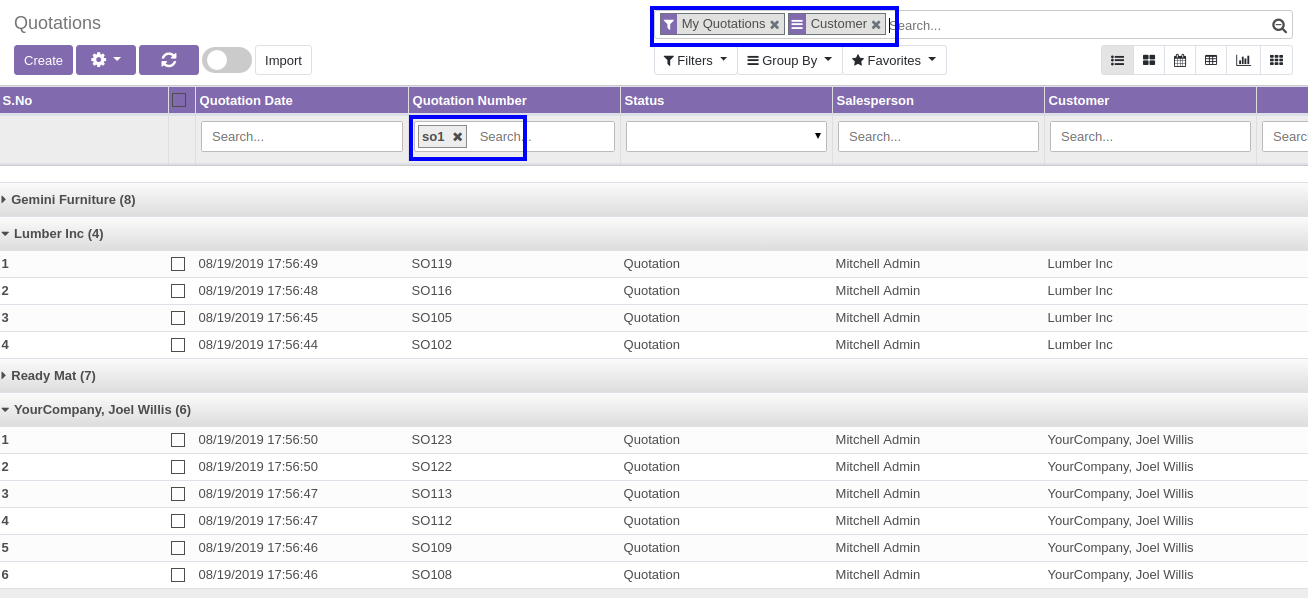 Quotations
My Quotations Customer Search...
Create Import Filters Group By Favorites
S.No Quotation Date Quotation Number Status Salesperson Customer
Search... so1 Search... Search... Search... Searc
Gemini Furniture (8)
Lumber Inc (4)
1 08/19/2019 17:56:49 SO119 Quotation Mitchell Admin Lumber Inc
2 08/19/2019 17:56:48 SO116 Quotation Mitchell Admin Lumber Inc
3 08/19/2019 17:56:45 SO105 Quotation Mitchell Admin Lumber Inc
4 08/19/2019 17:56:44 SO102 Quotation Mitchell Admin Lumber Inc
Ready Mat (7)
YourCompany, Joel Willis (6)
1 08/19/2019 17:56:50 SO123 Quotation Mitchell Admin YourCompany, Joel Willis
2 08/19/2019 17:56:50 SO122 Quotation Mitchell Admin YourCompany, Joel Willis
3 08/19/2019 17:56:47 SO113 Quotation Mitchell Admin YourCompany, Joel Willis
4 08/19/2019 17:56:47 SO112 Quotation Mitchell Admin YourCompany, Joel Willis
5 08/19/2019 17:56:46 SO109 Quotation Mitchell Admin YourCompany, Joel Willis
6 08/19/2019 17:56:46 SO108 Quotation Mitchell Admin YourCompany, Joel Willis